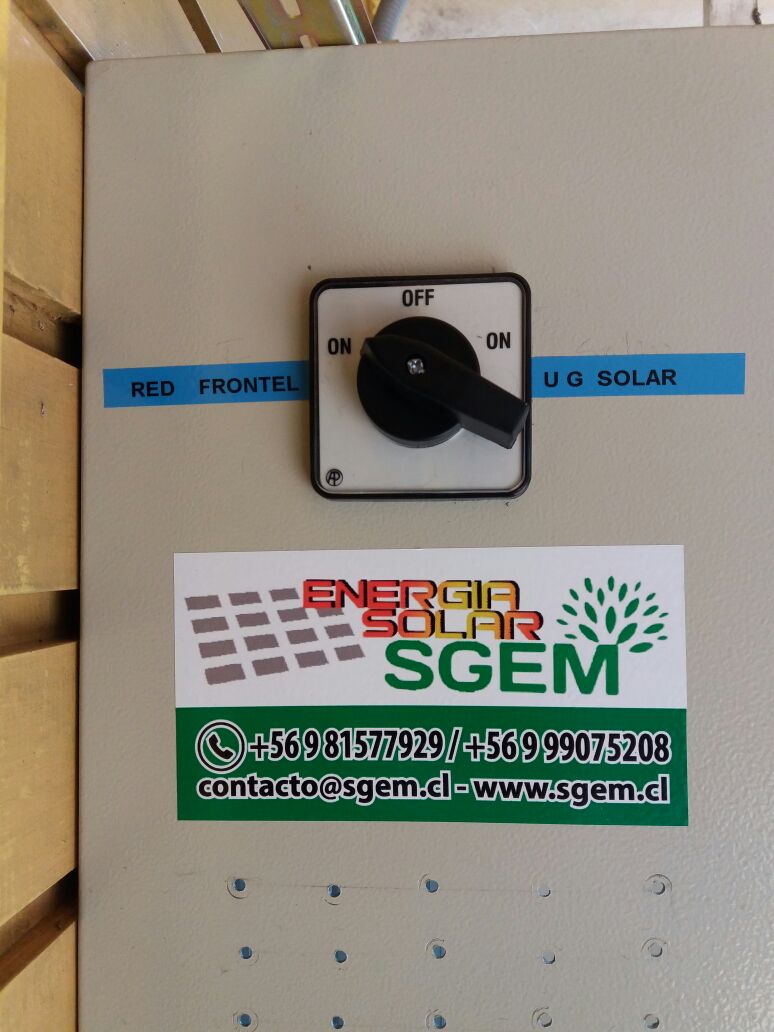 OFF
ON
ON
RED FRONTEL
U G SOLAR
ENERGIA
SOLAR
SGEM
+56 9 81577929 / +56 9 99075208
contacto@sgem.cl - www.sgem.cl